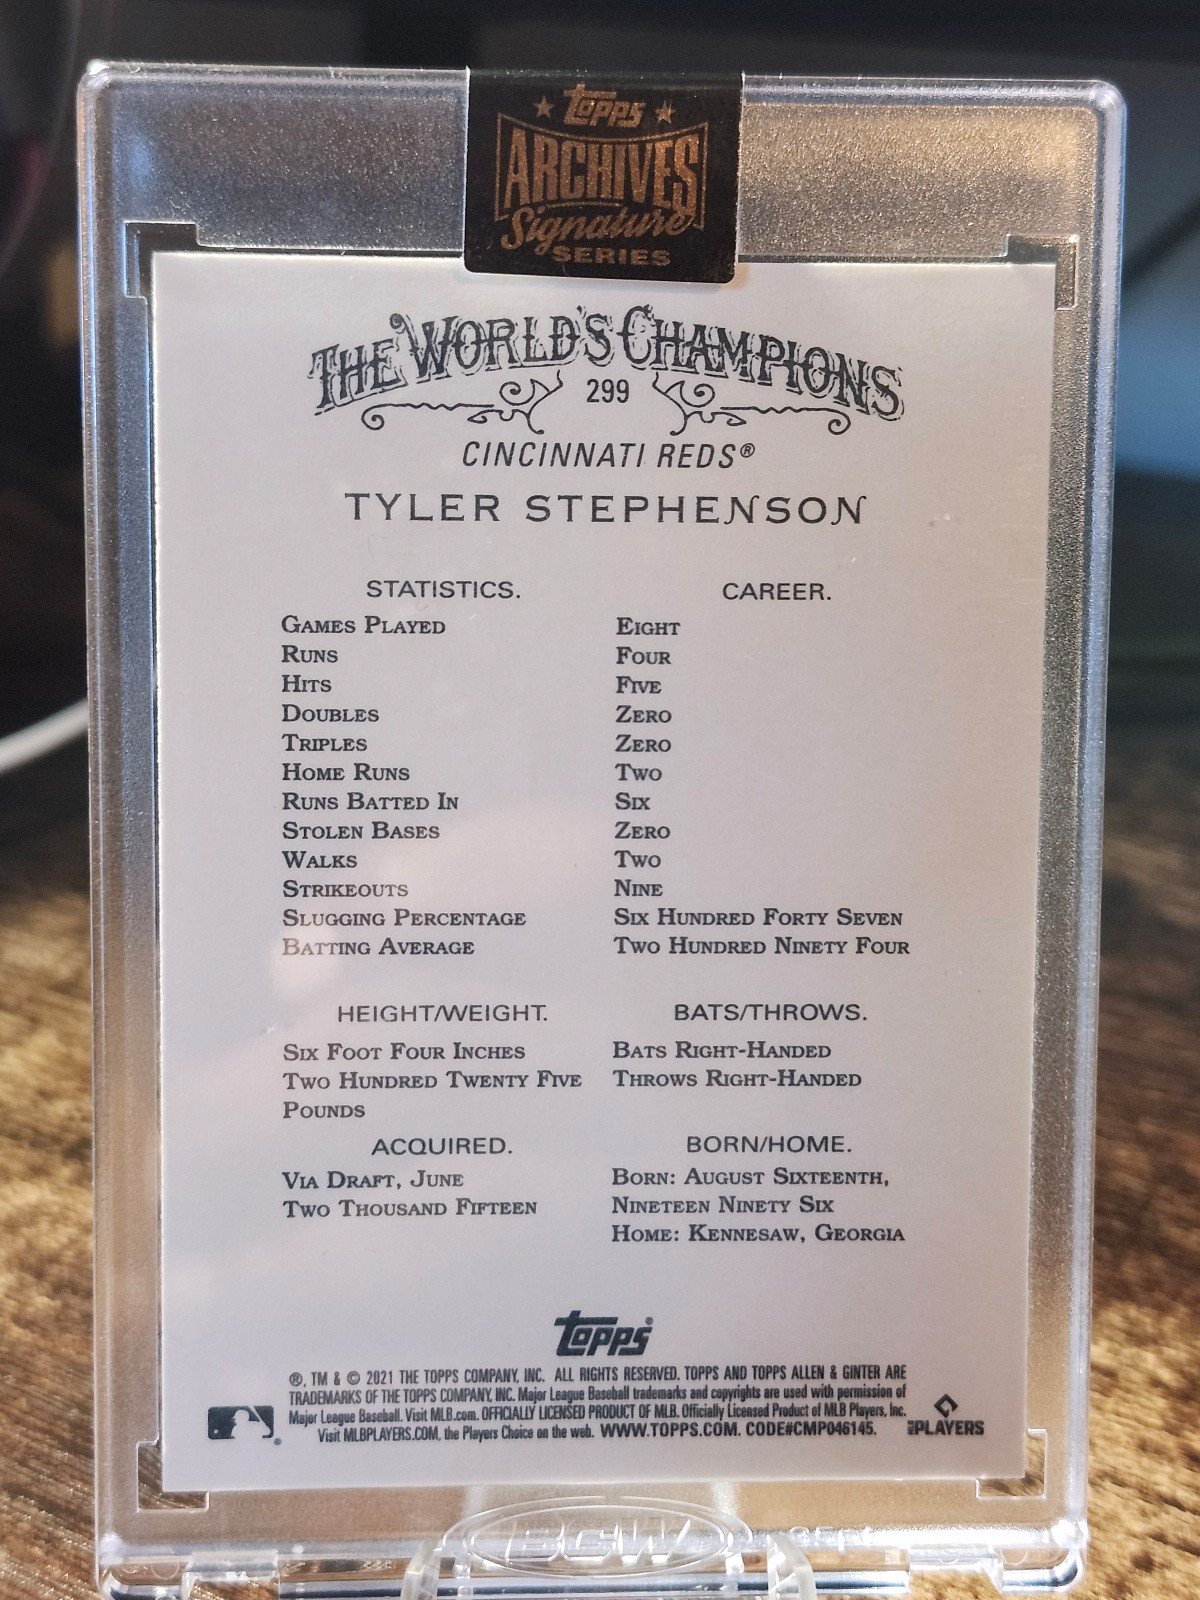 Topps
ARCHIVES
Signature
SERIES
THE WORLD'S CHAMPIONS
299
CINCINNATI REDS®
TYLER STEPHENSON
STATISTICS. CAREER.
GAMES PLAYED EIGHT
RUNS FOUR
HITS FIVE
DOUBLES ZERO
TRIPLES ZERO
HOME RUNS TWO
RUNS BATTED IN SIX
STOLEN BASES ZERO
WALKS TWO
STRIKEOUTS NINE
SLUGGING PERCENTAGE SIX HUNDRED FORTY SEVEN
BATTING AVERAGE TWO HUNDRED NINETY FOUR
HEIGHT/WEIGHT. BATS/THROWS.
SIX FOOT FOUR INCHES BATS RIGHT-HANDED
TWO HUNDRED TWENTY FIVE THROWS RIGHT-HANDED
POUNDS
ACQUIRED. BORN/HOME.
VIA DRAFT, JUNE BORN: AUGUST SIXTEENTH,
TWO THOUSAND FIFTEEN NINETEEN NINETY SIX
HOME: KENNESAW, GEORGIA
Topps®
®, TM & © 2021 THE TOPPS COMPANY, INC. ALL RIGHTS RESERVED. TOPPS AND TOPPS ALLEN & GINTER ARE
TRADEMARKS OF THE TOPPS COMPANY, INC. Major League Baseball trademarks and copyrights are used with permission of
Major League Baseball. Visit MLB.com. OFFICIALLY LICENSED PRODUCT OF MLB. Officially Licensed Product of MLB Players, Inc.
Visit MLBPLAYERS.COM, the Players Choice on the web. WWW.TOPPS.COM. CODE#CMP046145.
PLAYERS
BCW